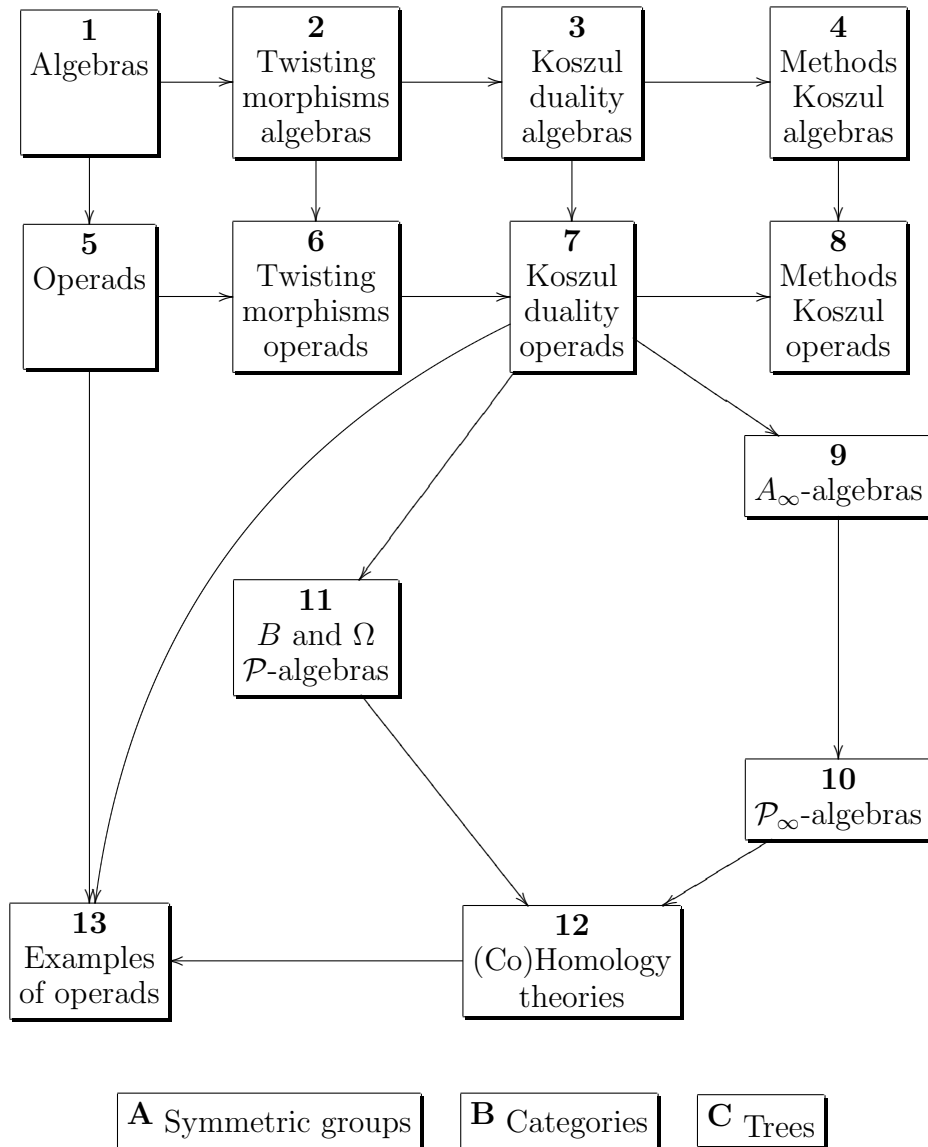 1
Algebras
2
Twisting
morphisms
algebras
3
Koszul
duality
algebras
4
Methods
Koszul
algebras
5
Operads
6
Twisting
morphisms
operads
7
Koszul
duality
operads
8
Methods
Koszul
operads
9
A∞-algebras
11
B and Ω
𝒫-algebras
10
𝒫∞-algebras
13
Examples
of operads
12
(Co)Homology
theories
A Symmetric groups
B Categories
C Trees